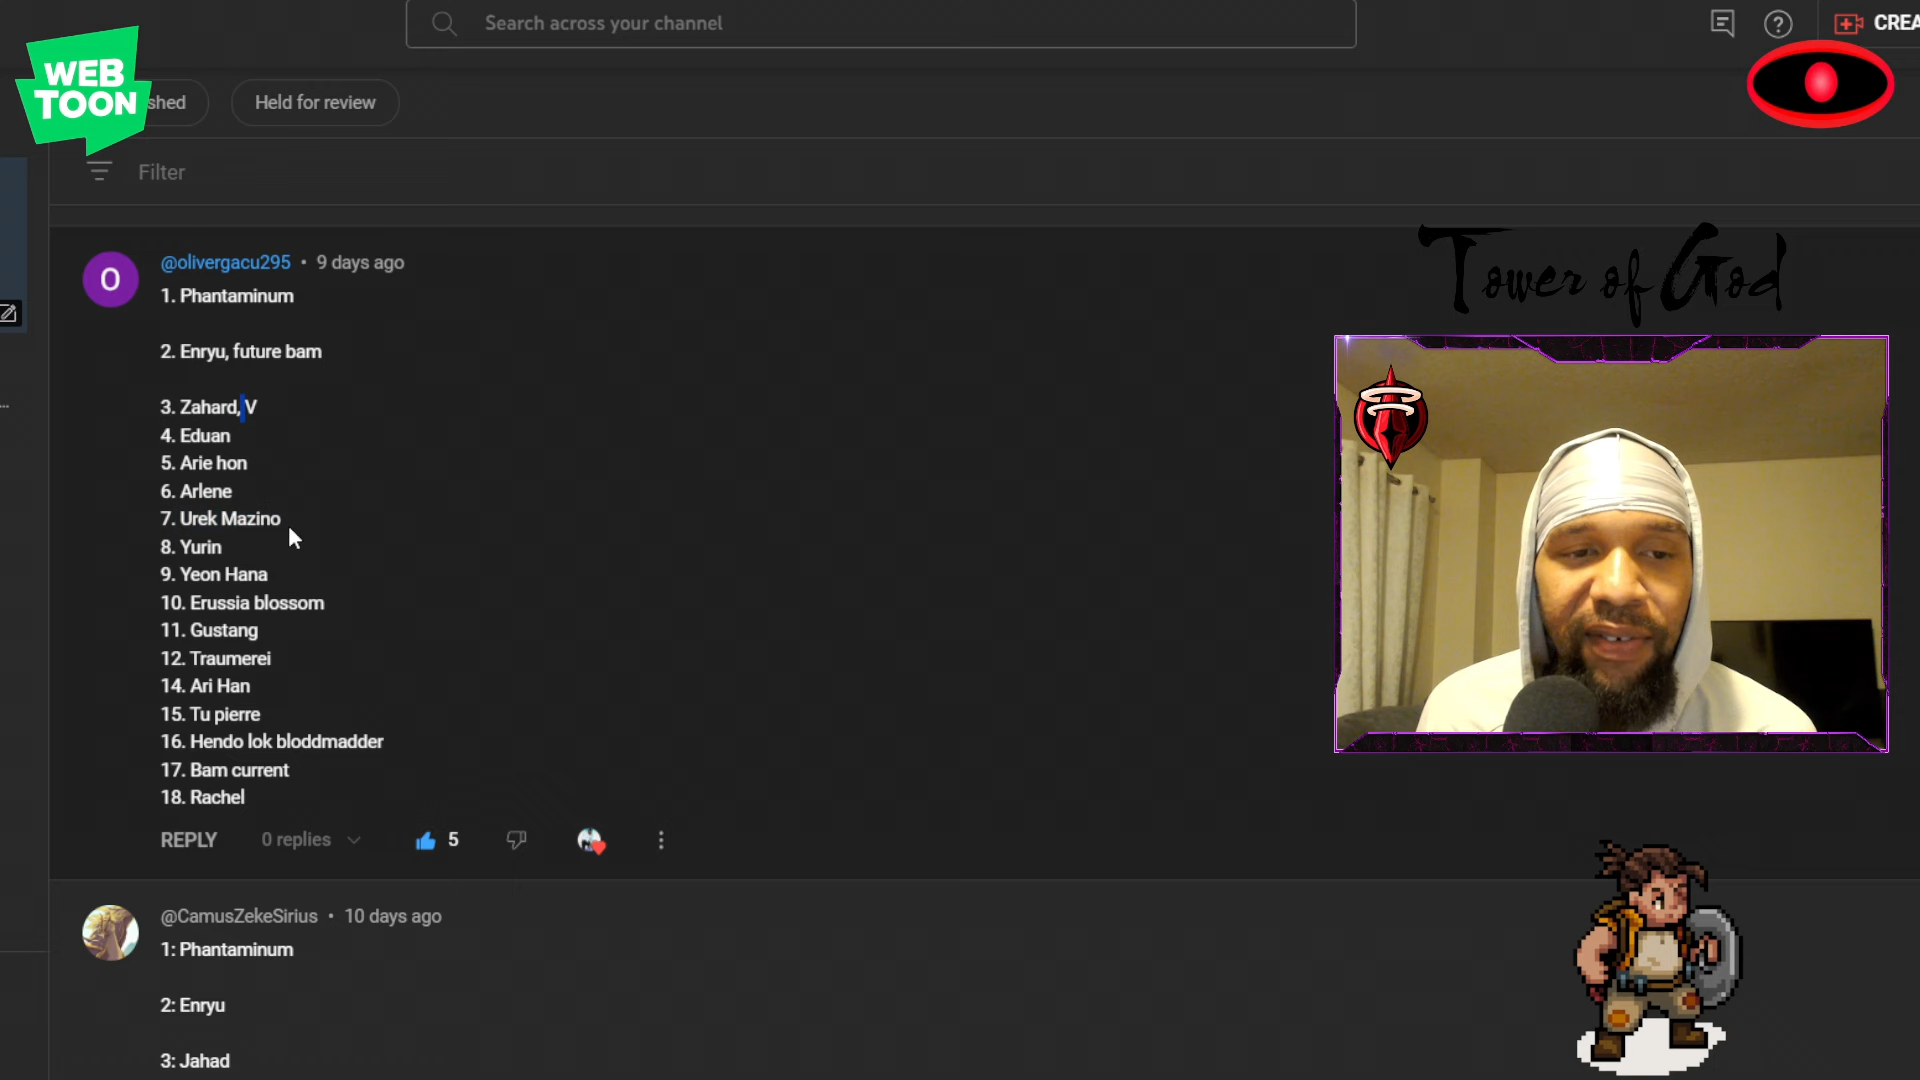 Search across your channel
CREA
WEB
TOON
shed
Held for review
Filter
Tower of God
O
@olivergacu295 • 9 days ago
1. Phantaminum
2. Enryu, future bam
3. Zahard, V
4. Eduan
5. Arie hon
6. Arlene
7. Urek Mazino
8. Yurin
9. Yeon Hana
10. Erussia blossom
11. Gustang
12. Traumerei
14. Ari Han
15. Tu pierre
16. Hendo lok bloddmadder
17. Bam current
18. Rachel
REPLY 0 replies 5
@CamusZekeSirius • 10 days ago
1: Phantaminum
2: Enryu
3: Jahad